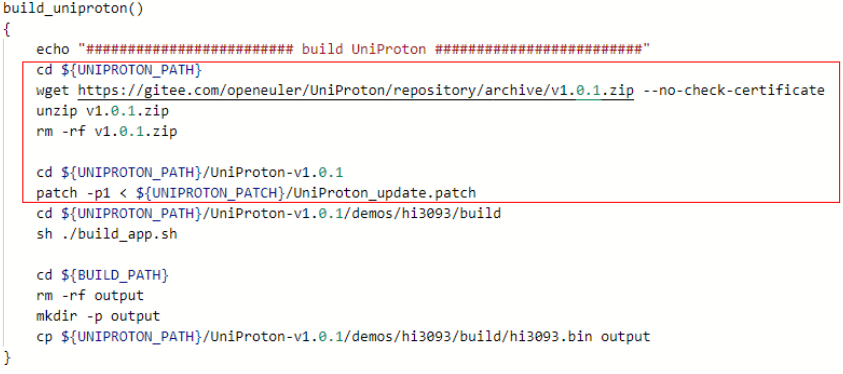 build_uniproton()
{
    echo "######################### build UniProton #########################"
    cd ${UNIPROTON_PATH}
    wget https://gitee.com/openeuler/UniProton/repository/archive/v1.0.1.zip --no-check-certificate
    unzip v1.0.1.zip
    rm -rf v1.0.1.zip

    cd ${UNIPROTON_PATH}/UniProton-v1.0.1
    patch -p1 < ${UNIPROTON_PATCH}/UniProton_update.patch
    cd ${UNIPROTON_PATH}/UniProton-v1.0.1/demos/hi3093/build
    sh ./build_app.sh

    cd ${BUILD_PATH}
    rm -rf output
    mkdir -p output
    cp ${UNIPROTON_PATH}/UniProton-v1.0.1/demos/hi3093/build/hi3093.bin output
}